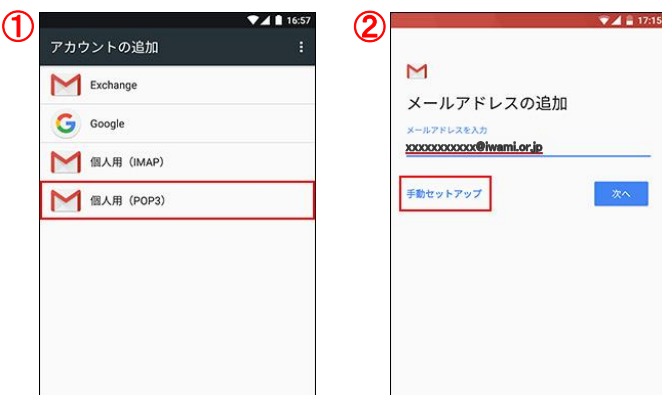 ①
16:57
アカウントの追加
Exchange
Google
個人用（IMAP）
個人用（POP3）
②
17:15
メールアドレスの追加
メールアドレスを入力
xxxxxxxxxxx@iwami.or.jp
手動セットアップ
次へ